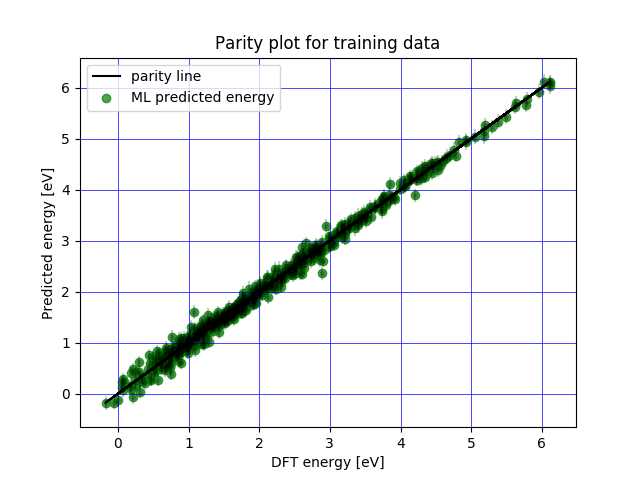 Parity plot for training data
parity line
ML predicted energy
Predicted energy [eV]
6
5
4
3
2
1
0
0 1 2 3 4 5 6
DFT energy [eV]